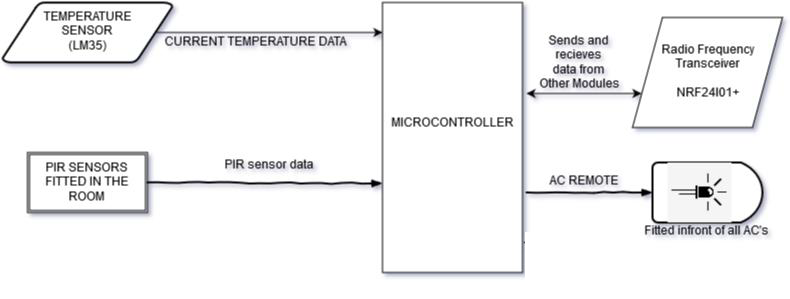 TEMPERATURE
SENSOR
(LM35)
CURRENT TEMPERATURE DATA
PIR SENSORS
FITTED IN THE
ROOM
PIR sensor data
MICROCONTROLLER
Sends and
recieves
data from
Other Modules
Radio Frequency
Transceiver
NRF24l01+
AC REMOTE
Fitted infront of all AC's